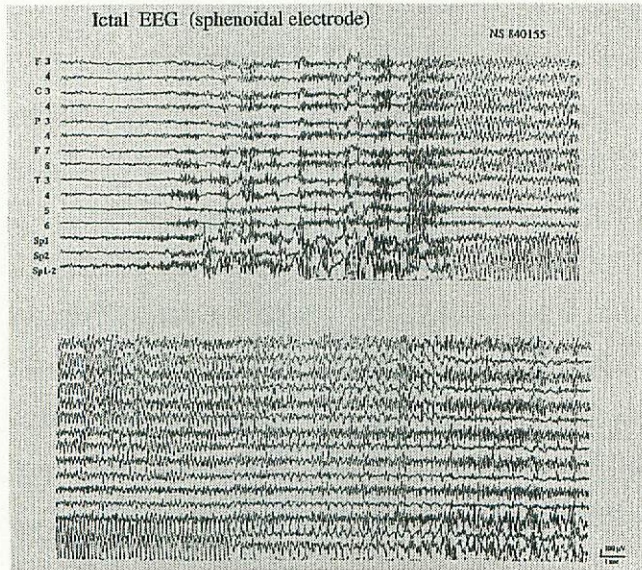 Ictal EEG (sphenoidal electrode)
NS 840155
F 3
4
C 3
4
P 3
4
F 7
8
T 3
4
5
6
Sp1
Sp2
Sp1-2
100 μV
1 sec